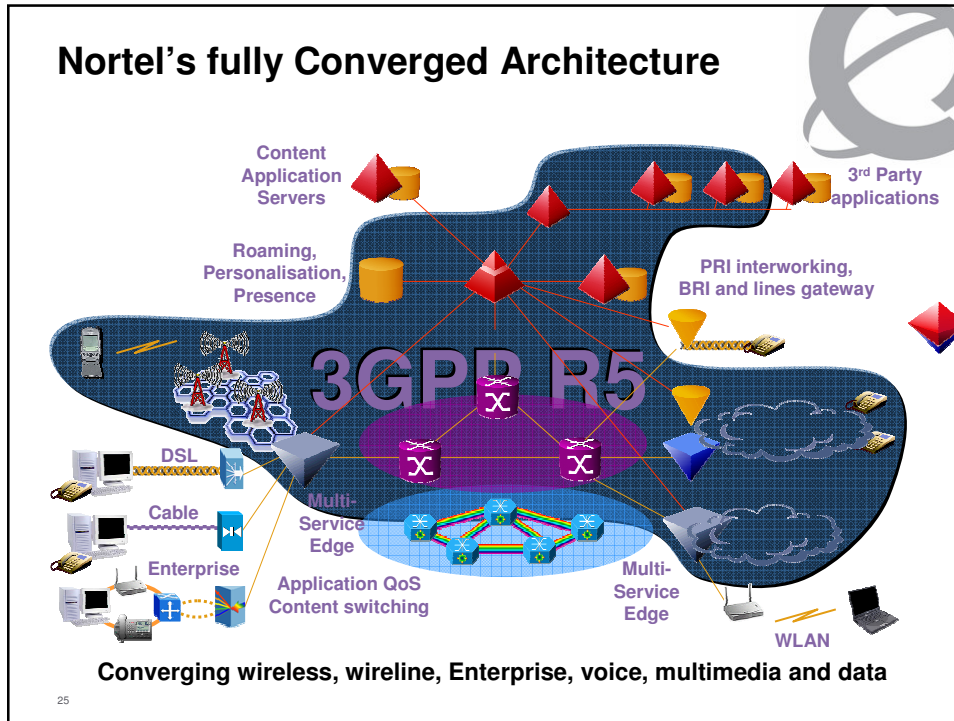 Nortel's fully Converged Architecture
Content
Application
Servers
3rd Party
applications
Roaming,
Personalisation,
Presence
PRI interworking,
BRI and lines gateway
3GPP R5
DSL
Cable
Enterprise
Multi-
Service
Edge
Application QoS
Content switching
Multi-
Service
Edge
WLAN
Converging wireless, wireline, Enterprise, voice, multimedia and data
25